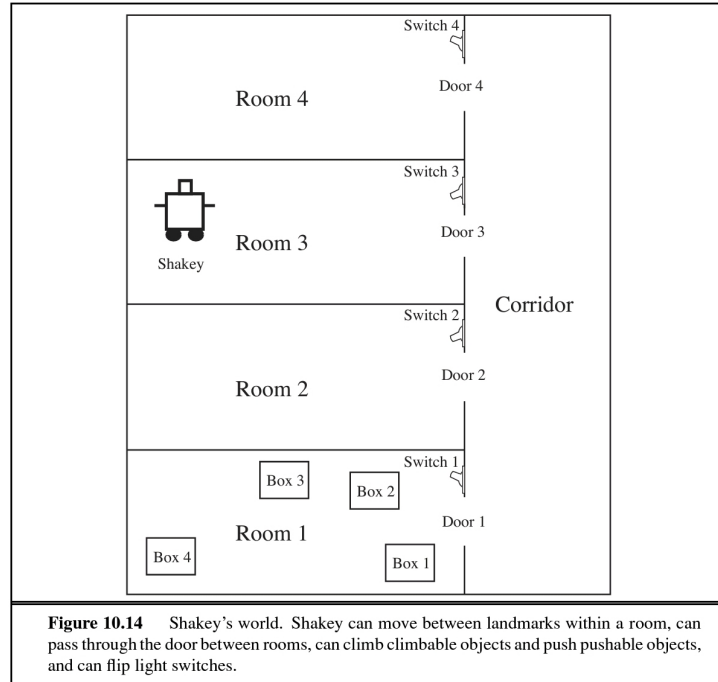 Switch 4
Door 4
Room 4
Switch 3
Door 3
Room 3
Shakey
Corridor
Switch 2
Door 2
Room 2
Switch 1
Box 3
Box 2
Door 1
Room 1
Box 4
Box 1
Figure 10.14 Shakey's world. Shakey can move between landmarks within a room, can
pass through the door between rooms, can climb climbable objects and push pushable objects,
and can flip light switches.